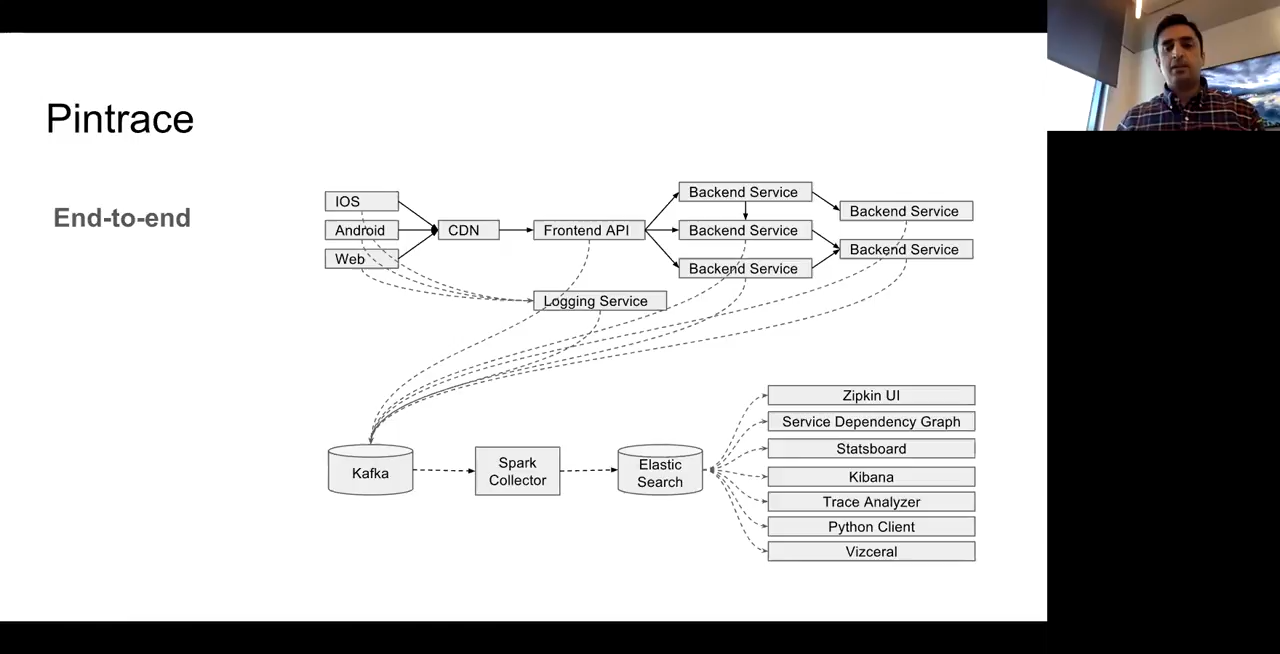 Pintrace
End-to-end
IOS
Android
Web
CDN
Frontend API
Backend Service
Backend Service
Backend Service
Backend Service
Backend Service
Logging Service
Kafka
Spark
Collector
Elastic
Search
Zipkin UI
Service Dependency Graph
Statsboard
Kibana
Trace Analyzer
Python Client
Vizceral